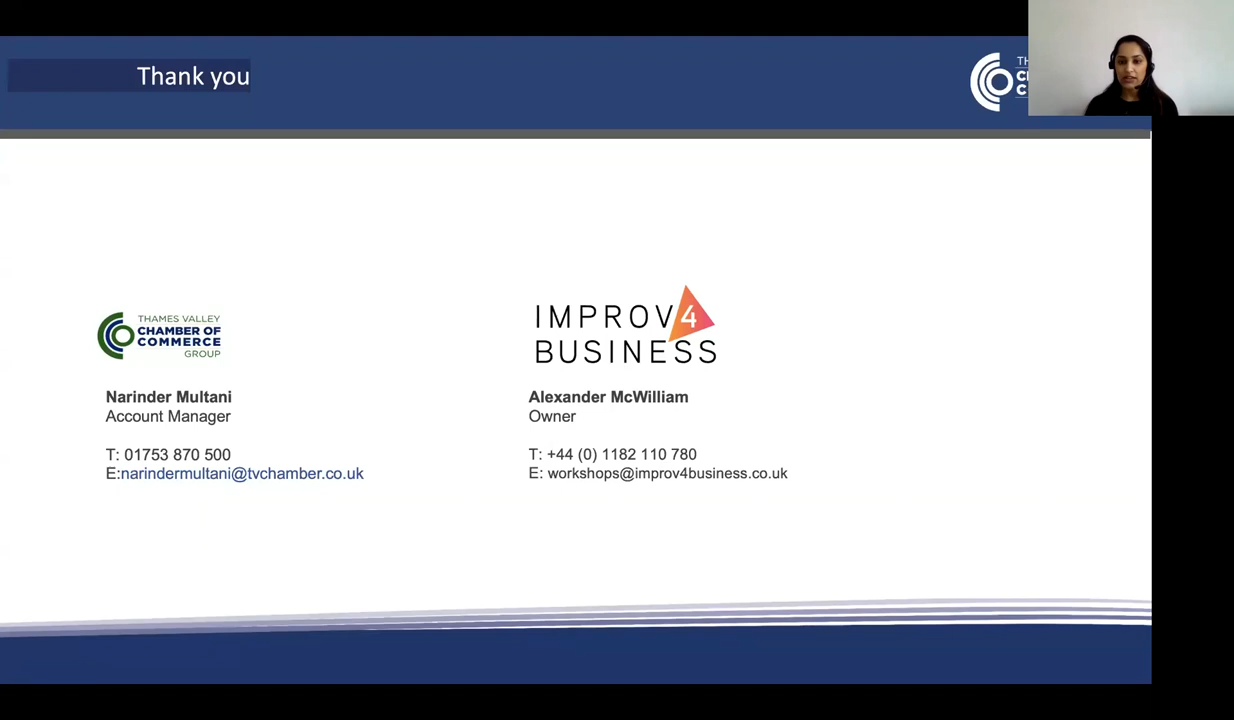 Thank you
THAMES VALLEY
CHAMBER OF
COMMERCE
GROUP
Narinder Multani
Account Manager
T: 01753 870 500
E:narindermultani@tvchamber.co.uk
IMPROV4
BUSINESS
Alexander McWilliam
Owner
T: +44 (0) 1182 110 780
E: workshops@improv4business.co.uk